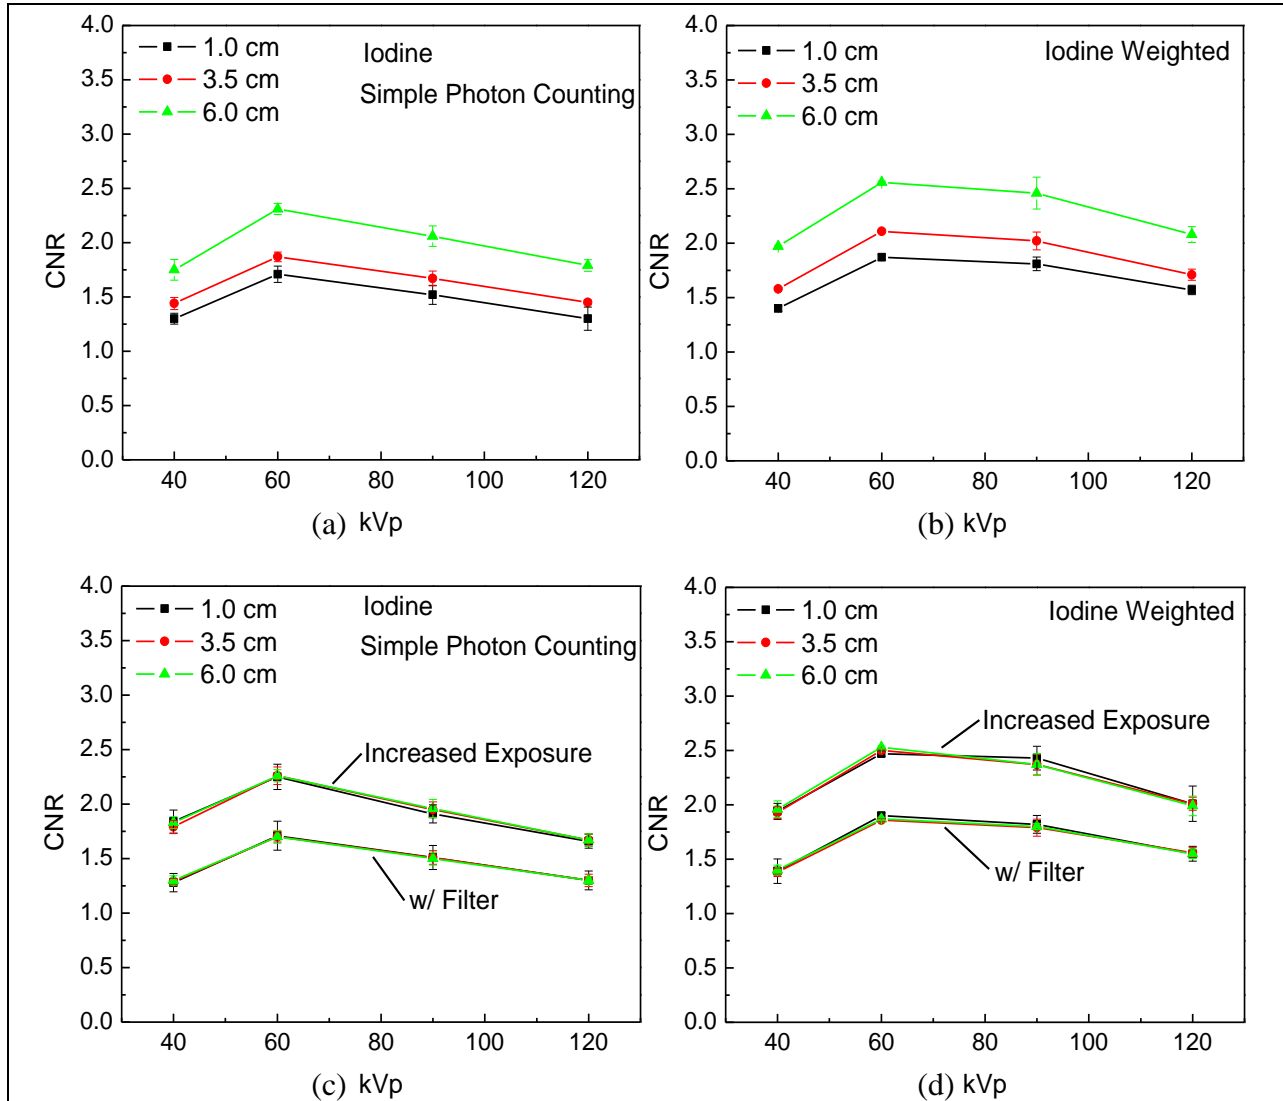 4.0
3.5
3.0
2.5
2.0
1.5
1.0
0.5
0.0
CNR
1.0 cm
3.5 cm
6.0 cm
Iodine
Simple Photon Counting
40 60 80 100 120
(a) kVp
4.0
3.5
3.0
2.5
2.0
1.5
1.0
0.5
0.0
CNR
1.0 cm
3.5 cm
6.0 cm
Iodine Weighted
40 60 80 100 120
(b) kVp
4.0
3.5
3.0
2.5
2.0
1.5
1.0
0.5
0.0
CNR
1.0 cm
3.5 cm
6.0 cm
Iodine
Simple Photon Counting
Increased Exposure
w/ Filter
40 60 80 100 120
(c) kVp
4.0
3.5
3.0
2.5
2.0
1.5
1.0
0.5
0.0
CNR
1.0 cm
3.5 cm
6.0 cm
Iodine Weighted
Increased Exposure
w/ Filter
40 60 80 100 120
(d) kVp